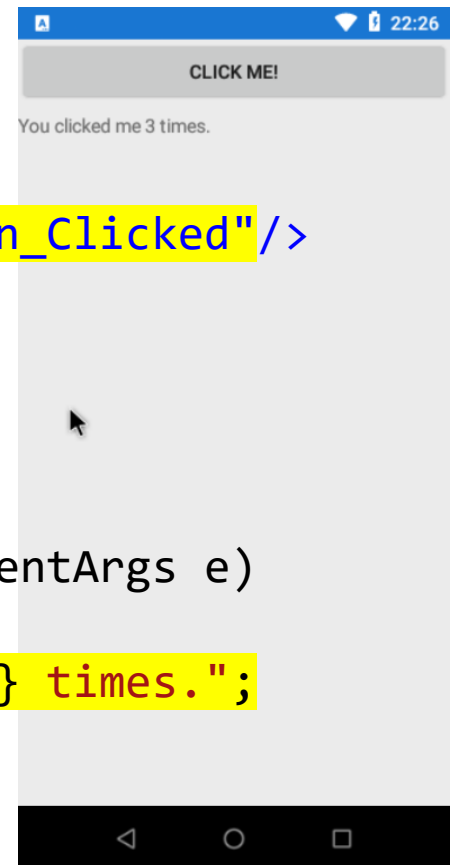 22:26
CLICK ME!
You clicked me 3 times.
n_Clicked"/>
entArgs e)
} times.";